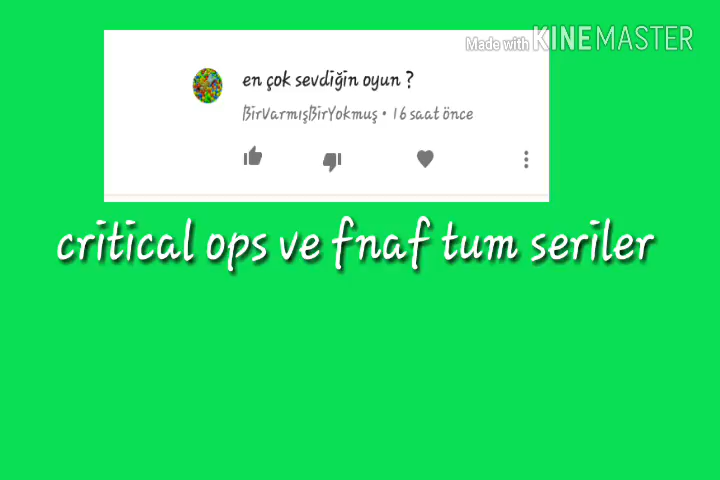 Made with KINEMASTER
en çok sevdiğin oyun ?
BirVarmışBirYokmuş • 16 saat önce
critical ops ve fnaf tum seriler